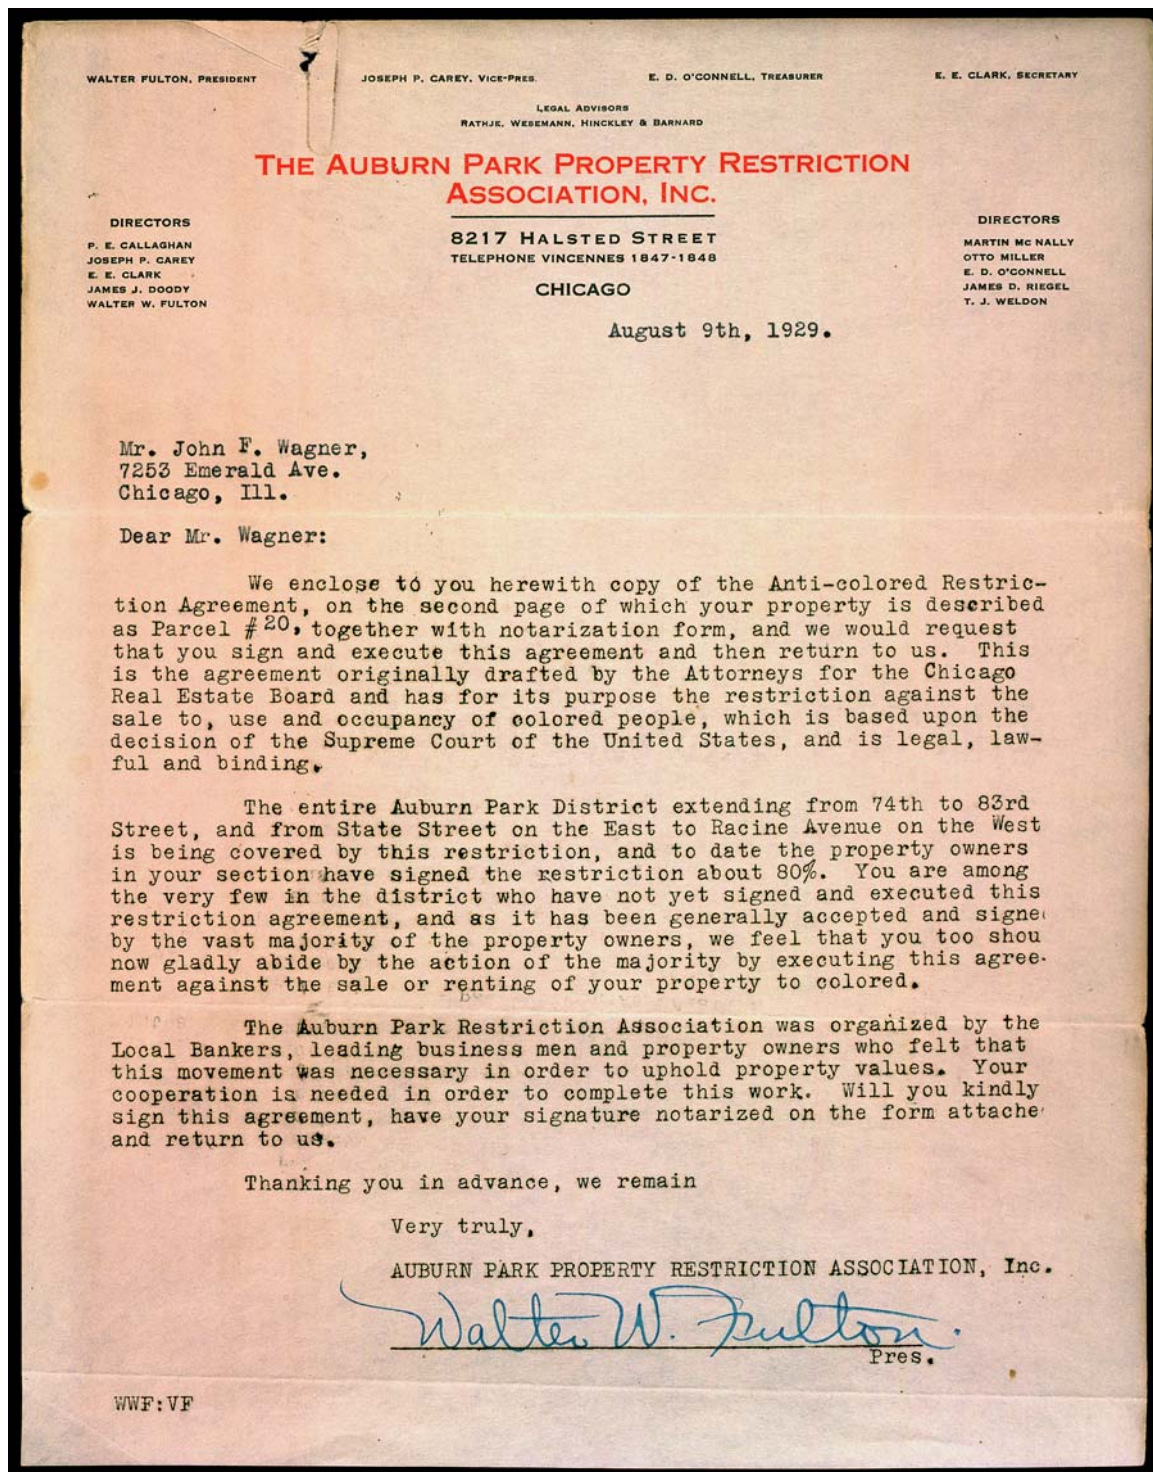 WALTER FULTON, PRESIDENT JOSEPH P. CAREY, VICE-PRES. E. D. O'CONNELL, TREASURER E. E. CLARK, SECRETARY
LEGAL ADVISORS
RATHJE, WESEMANN, HINCKLEY & BARNARD
THE AUBURN PARK PROPERTY RESTRICTION
ASSOCIATION, INC.
8217 HALSTED STREET
TELEPHONE VINCENNES 1847-1848
CHICAGO
DIRECTORS
P. E. CALLAGHAN
JOSEPH P. CAREY
E. E. CLARK
JAMES J. DOODY
WALTER W. FULTON
DIRECTORS
MARTIN MC NALLY
OTTO MILLER
E. D. O'CONNELL
JAMES D. RIEGEL
T. J. WELDON
August 9th, 1929.
Mr. John F. Wagner,
7253 Emerald Ave.
Chicago, Ill.
Dear Mr. Wagner:
We enclose to you herewith copy of the Anti-colored Restric-
tion Agreement, on the second page of which your property is described
as Parcel #20, together with notarization form, and we would request
that you sign and execute this agreement and then return to us. This
is the agreement originally drafted by the Attorneys for the Chicago
Real Estate Board and has for its purpose the restriction against the
sale to, use and occupancy of colored people, which is based upon the
decision of the Supreme Court of the United States, and is legal, law-
ful and binding.
The entire Auburn Park District extending from 74th to 83rd
Street, and from State Street on the East to Racine Avenue on the West
is being covered by this restriction, and to date the property owners
in your section have signed the restriction about 80%. You are among
the very few in the district who have not yet signed and executed this
restriction agreement, and as it has been generally accepted and signe
by the vast majority of the property owners, we feel that you too shou
now gladly abide by the action of the majority by executing this agree-
ment against the sale or renting of your property to colored.
The Auburn Park Restriction Association was organized by the
Local Bankers, leading business men and property owners who felt that
this movement was necessary in order to uphold property values. Your
cooperation is needed in order to complete this work. Will you kindly
sign this agreement, have your signature notarized on the form attache
and return to us.
Thanking you in advance, we remain
Very truly,
AUBURN PARK PROPERTY RESTRICTION ASSOCIATION, Inc.
Walter W. Fulton.
Pres.
WWF:VF